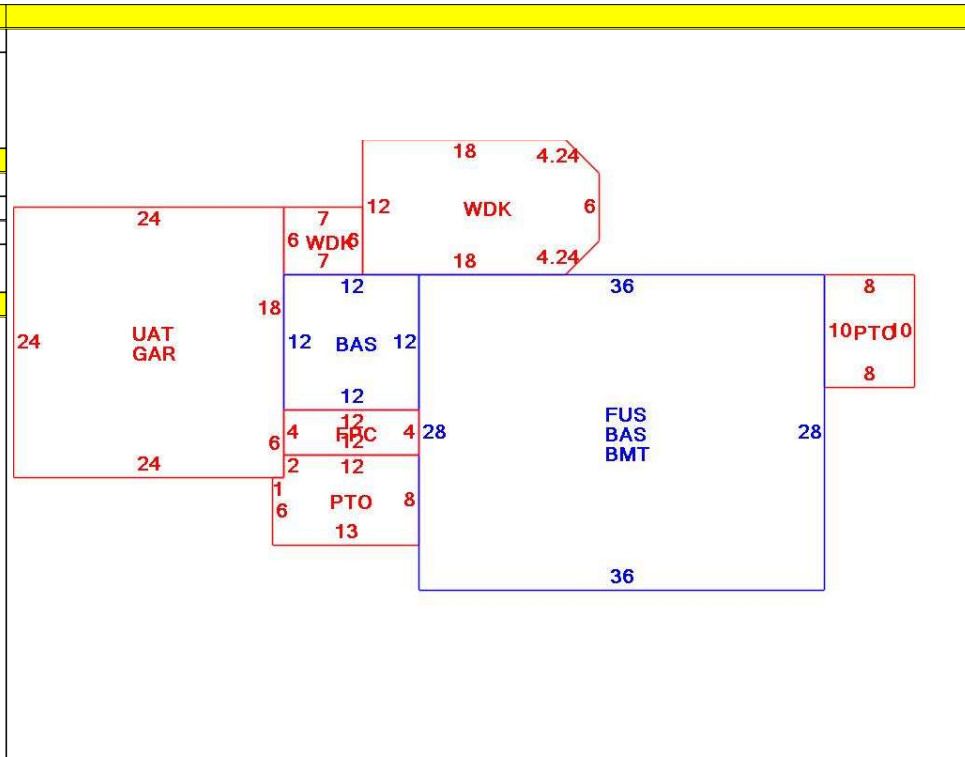 18 4.24
12 WDK 6
24 7
6 WDK 6
7 18 4.24
12 36 8
18
24 UAT 12 BAS 12 10 PTO 10
GAR
8
12
12 FUS
4 FPC 4 28 BAS 28
12 BMT
6
24 2 12
1
6 PTO 8
13
36